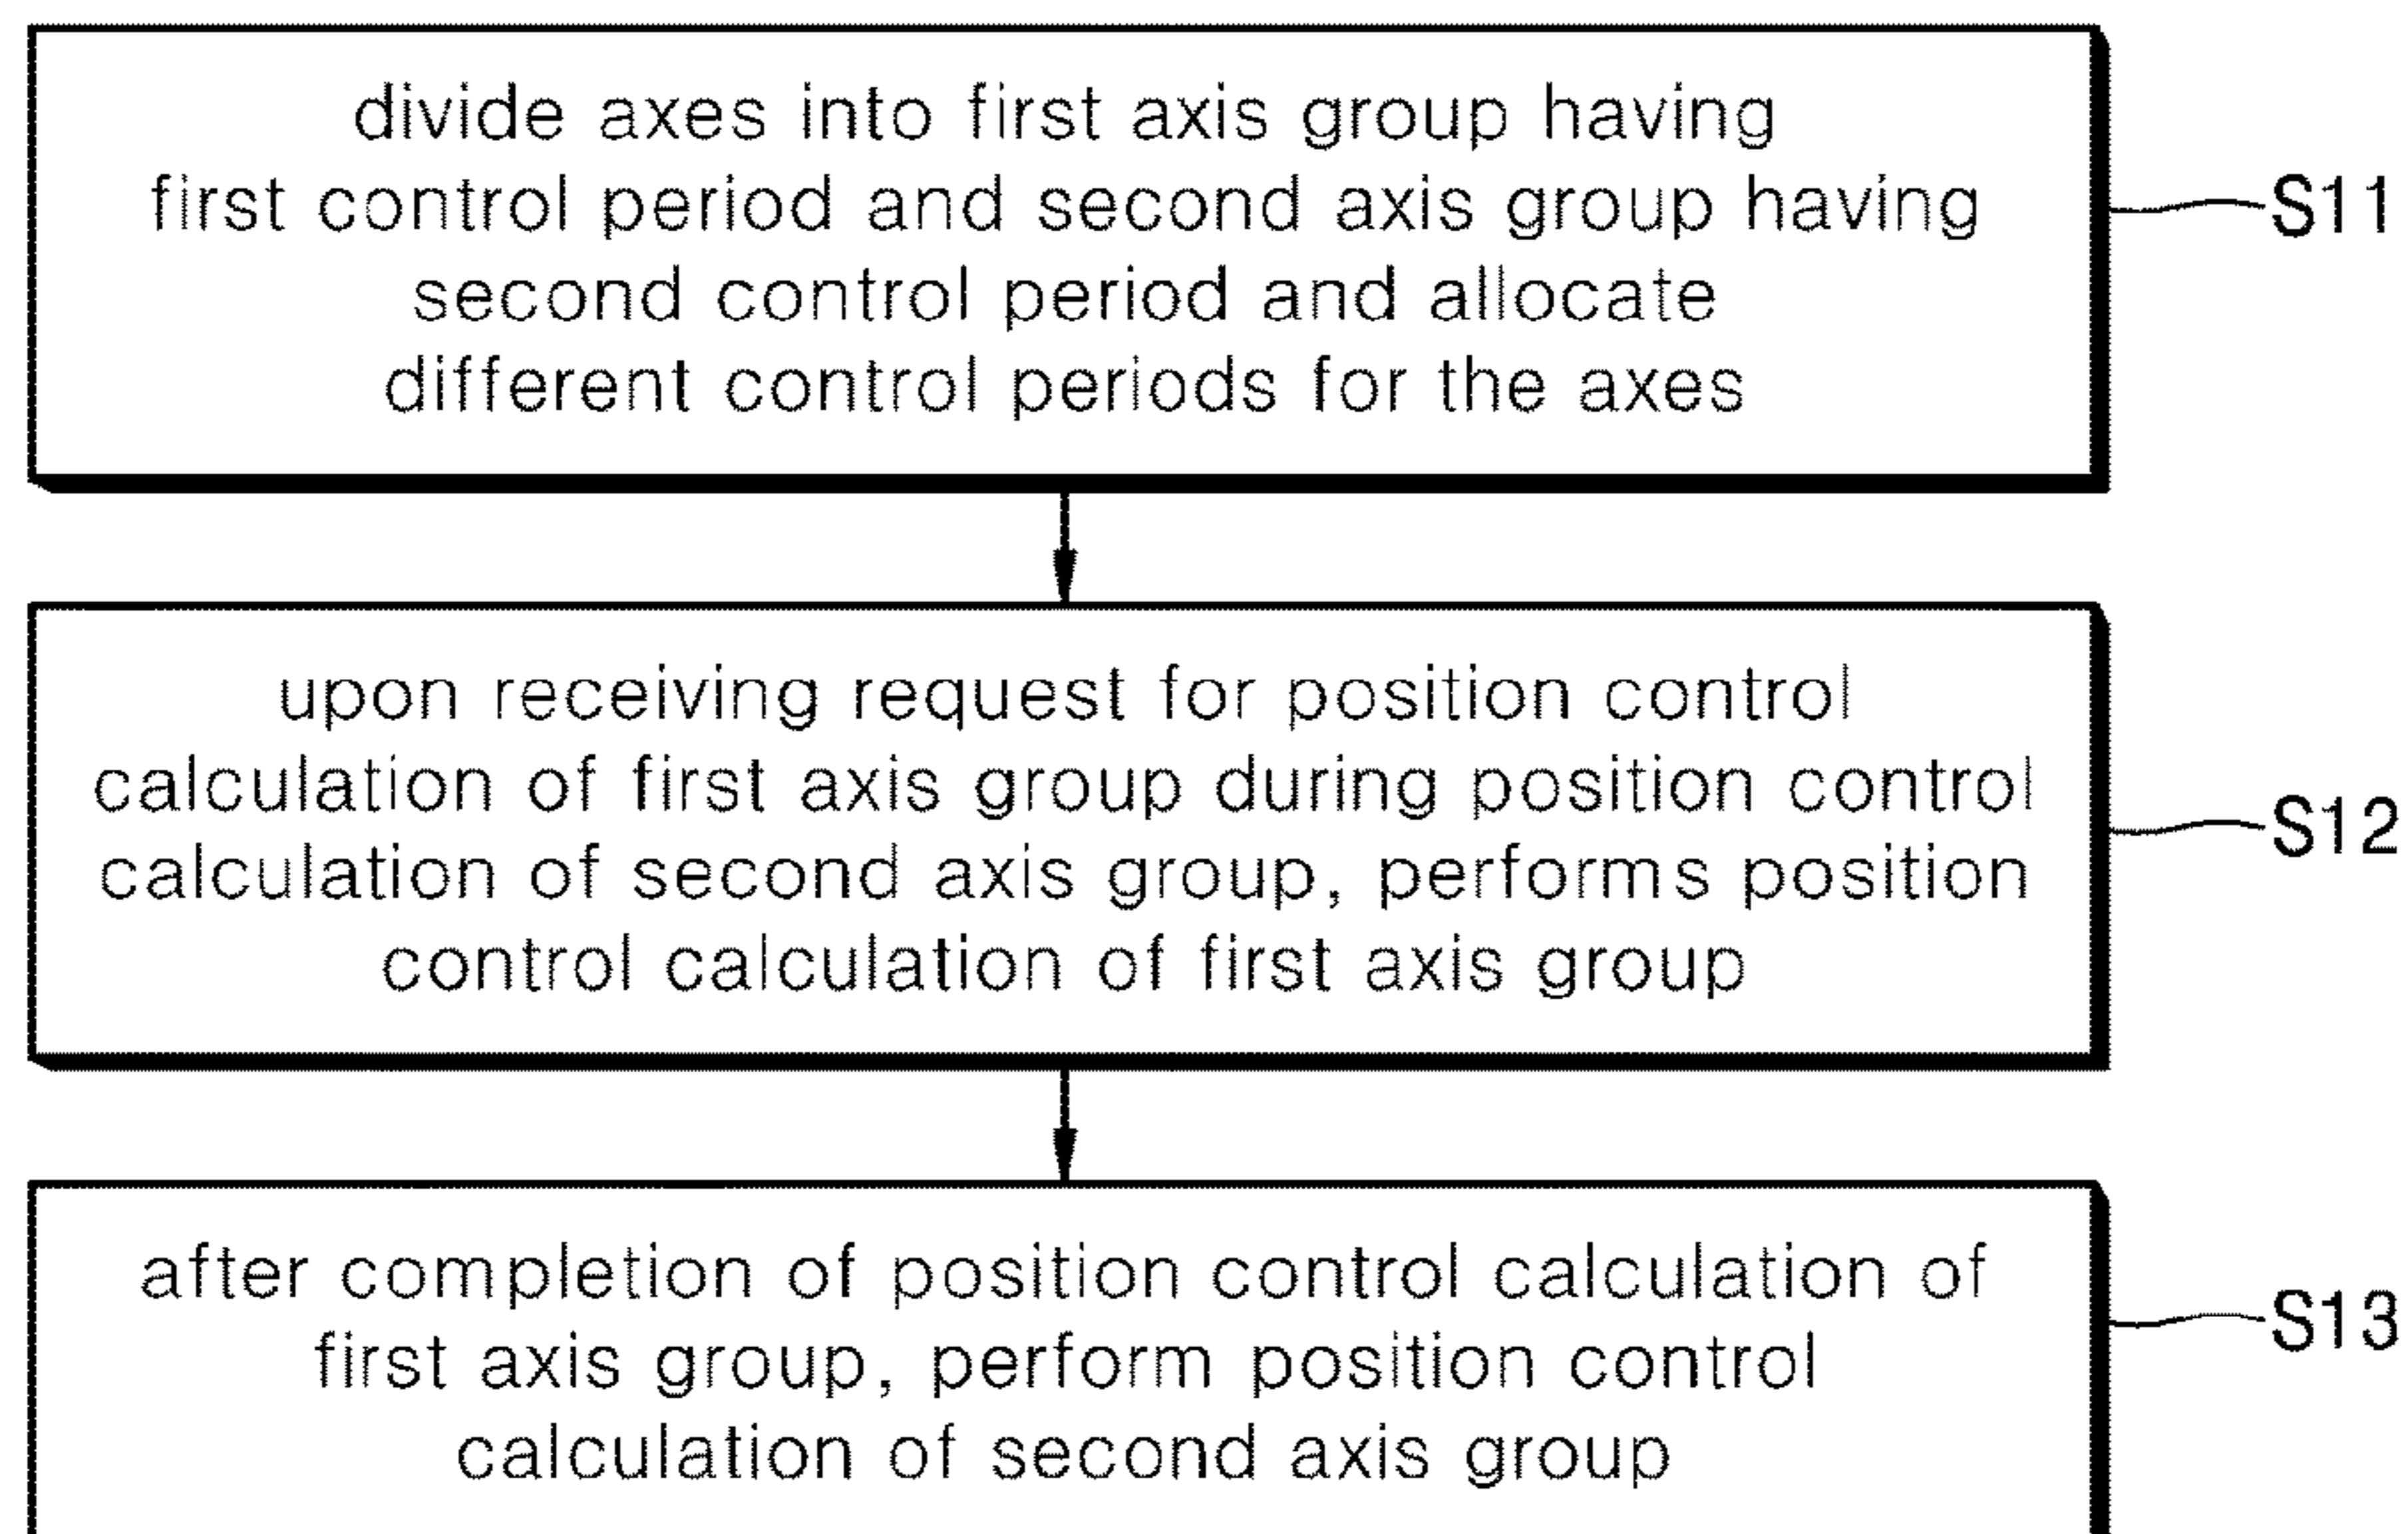 divide axes into first axis group having
first control period and second axis group having
second control period and allocate
different control periods for the axes
S11
upon receiving request for position control
calculation of first axis group during position control
calculation of second axis group, performs position
control calculation of first axis group
S12
after completion of position control calculation of
first axis group, perform position control
calculation of second axis group
S13